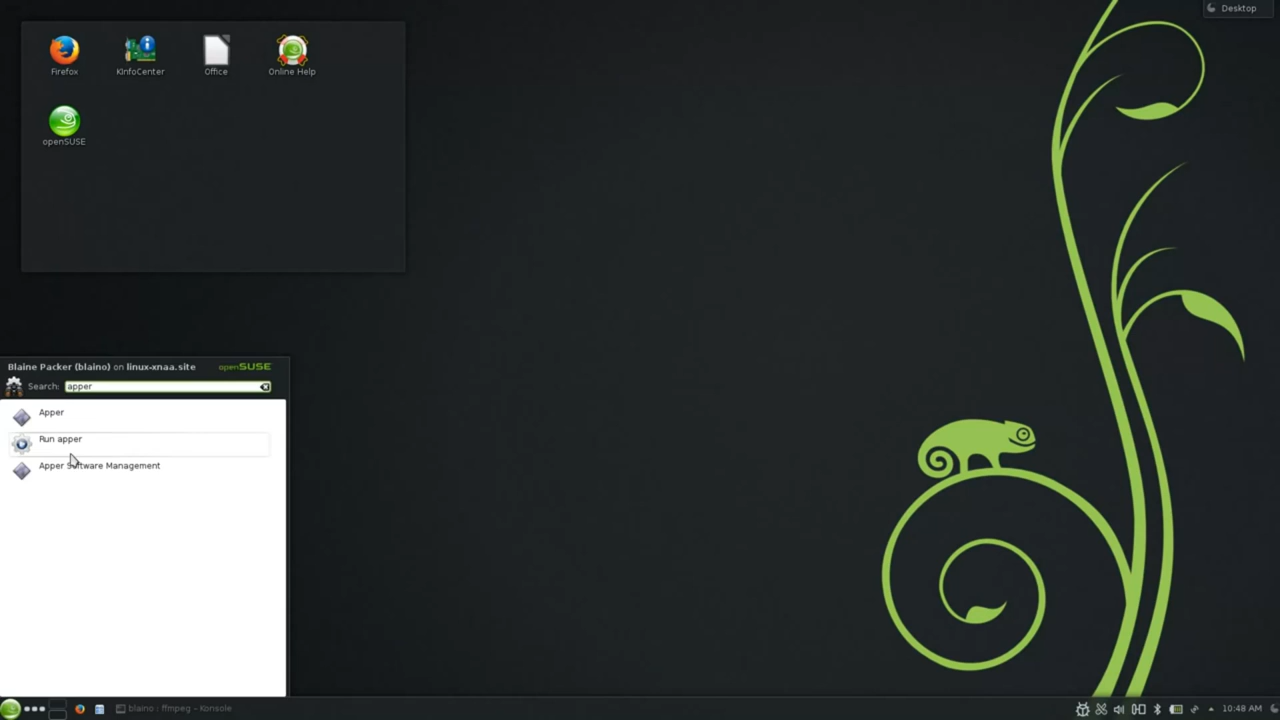 Desktop
Firefox
KInfoCenter
Office
Online Help
openSUSE
Blaine Packer (blaino) on linux-xnaa.site
openSUSE
Search: apper
Apper
Run apper
Apper Software Management
blaino : ffmpeg – Konsole
10:48 AM